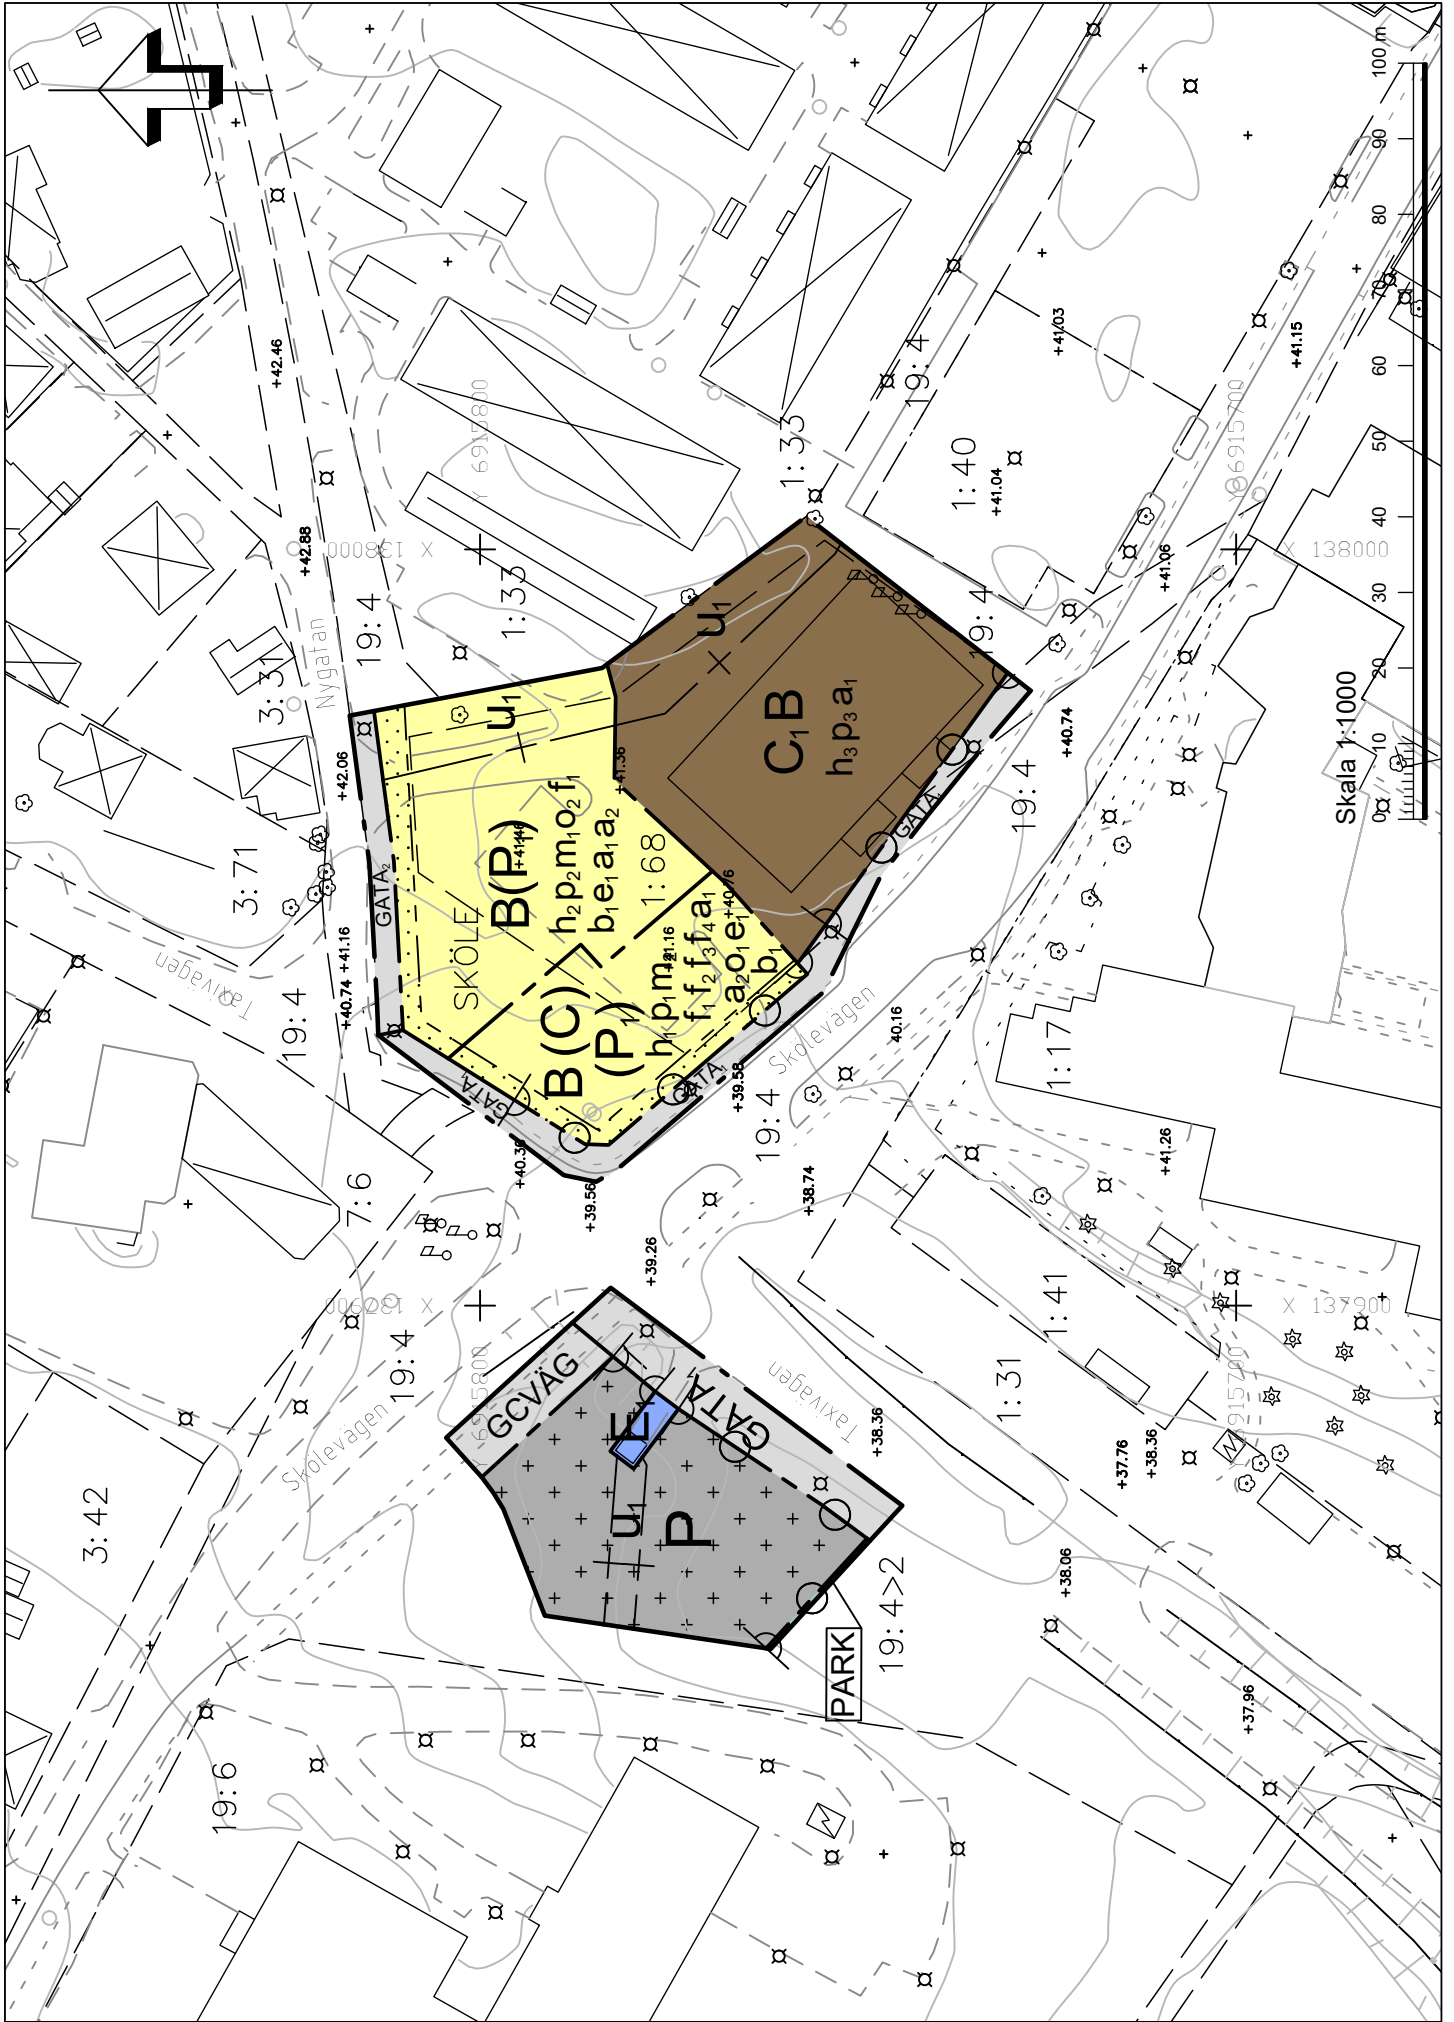 Skala 1:1000
0 10 20 30 40 50 60 70 80 90 100 m
3:42
19:6
Skolevägen
19:4
7:6
19:4
Taxivägen
3:71
3:31
Nygatan
19:4
1:33
1:33
19:4
1:40
19:4
19:4
1:17
19:4
1:41
1:31
19:4>2
SKÖLE
1:68
Skolevägen
Taxivägen
GCVÄG
GATA
E₁
u₁
P
PARK
GATA₂
GATA₁
GATA₁
GATA₁
B(P₁)
h₂p₂m₁o₂f₁
b₁e₁a₁a₂
u₁
B(C)
(P₁)
h₁p₁m₂
f₁f₂f₃f₄a₁
a₂o₁e₁
b₁
C₁B
h₃p₃a₁
u₁
+42.46
+42.88
+42.06
+41.16
+40.74
+41.46
+41.36
+41.16
+40.76
+40.36
+39.56
+39.58
+39.26
+38.74
+38.36
40.16
+40.74
+41.03
+41.04
+41.06
+41.15
+41.26
+37.76
+38.36
+38.06
+37.96
X 138000
Y 6915800
X 138000
Y 6915700
X 137900
Y 6915800
X 137900
Y 6915700